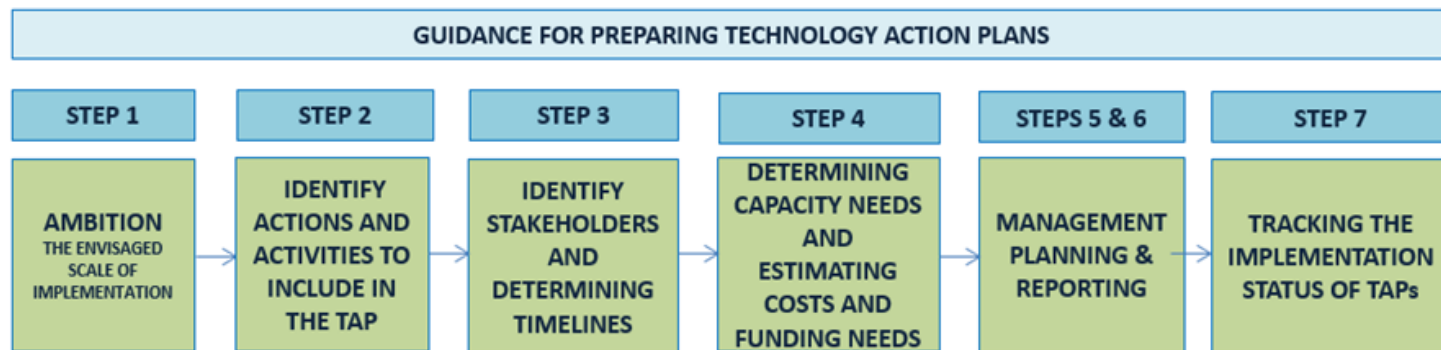 GUIDANCE FOR PREPARING TECHNOLOGY ACTION PLANS
STEP 1
AMBITION
THE ENVISAGED
SCALE OF
IMPLEMENTATION
STEP 2
IDENTIFY
ACTIONS AND
ACTIVITIES TO
INCLUDE IN
THE TAP
STEP 3
IDENTIFY
STAKEHOLDERS
AND
DETERMINING
TIMELINES
STEP 4
DETERMINING
CAPACITY NEEDS
AND
ESTIMATING
COSTS AND
FUNDING NEEDS
STEPS 5 & 6
MANAGEMENT
PLANNING &
REPORTING
STEP 7
TRACKING THE
IMPLEMENTATION
STATUS OF TAPs